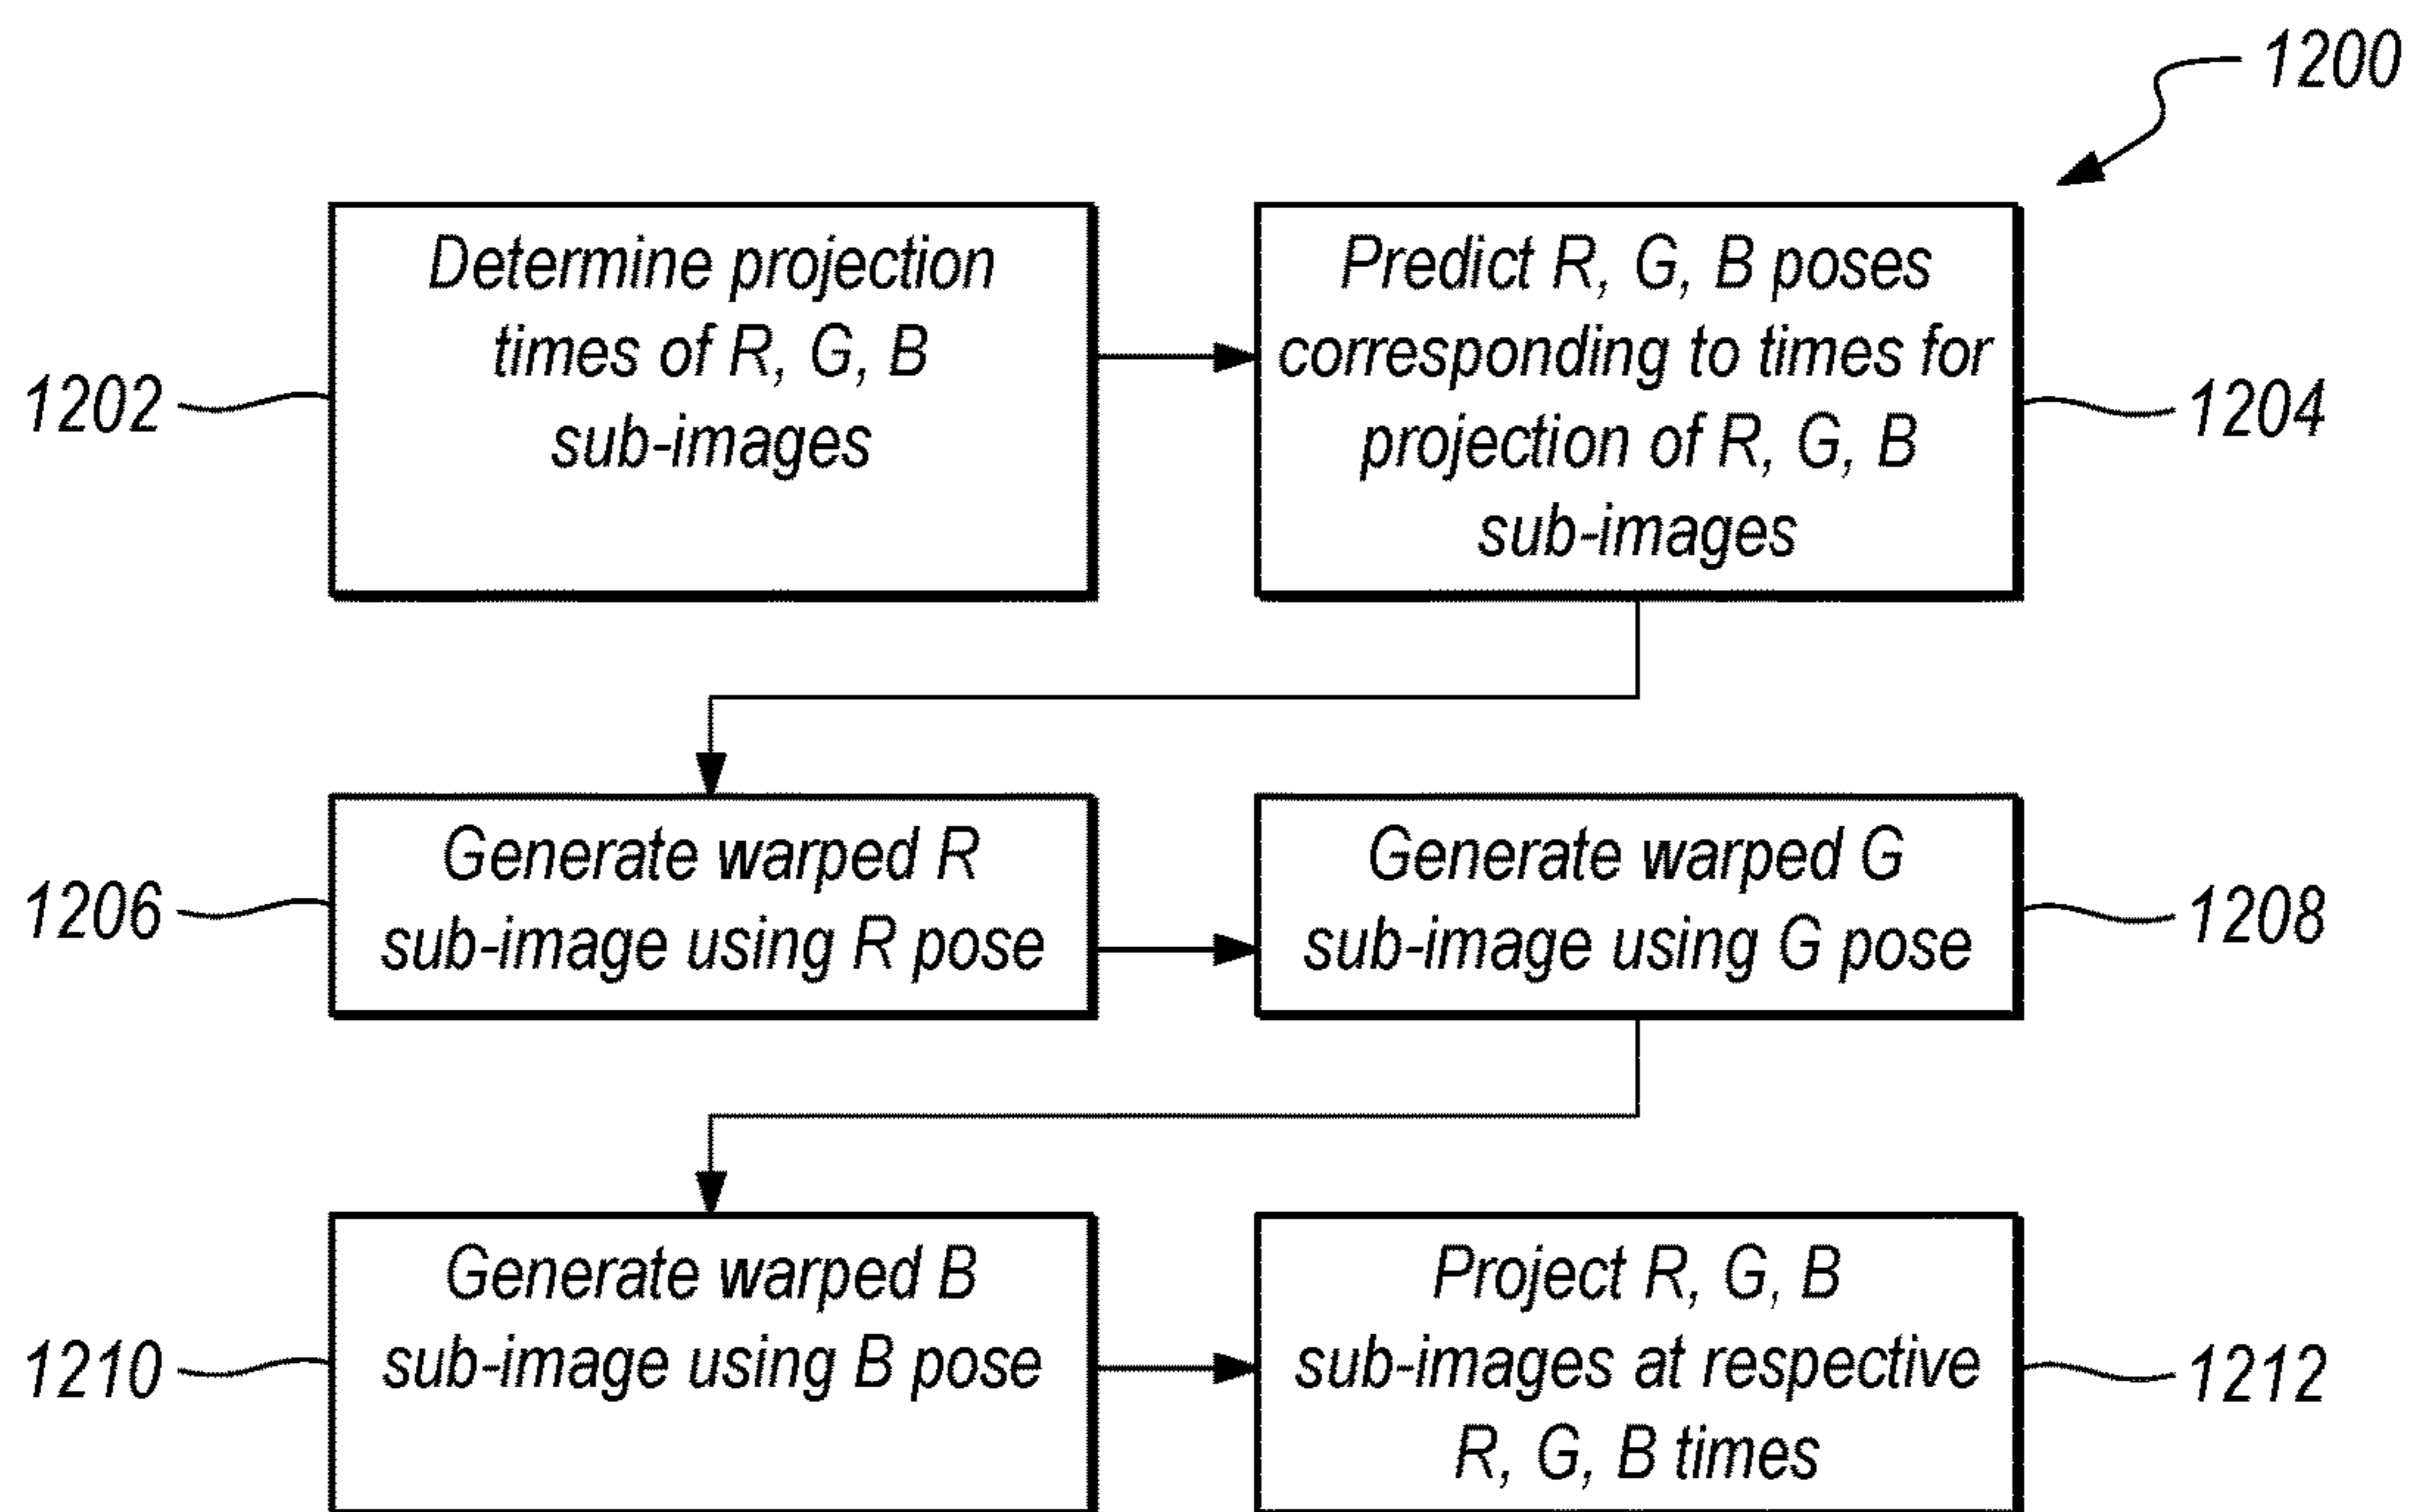 1200
Determine projection
times of R, G, B
sub-images
1202
Predict R, G, B poses
corresponding to times for
projection of R, G, B
sub-images
1204
Generate warped R
sub-image using R pose
1206
Generate warped G
sub-image using G pose
1208
Generate warped B
sub-image using B pose
1210
Project R, G, B
sub-images at respective
R, G, B times
1212